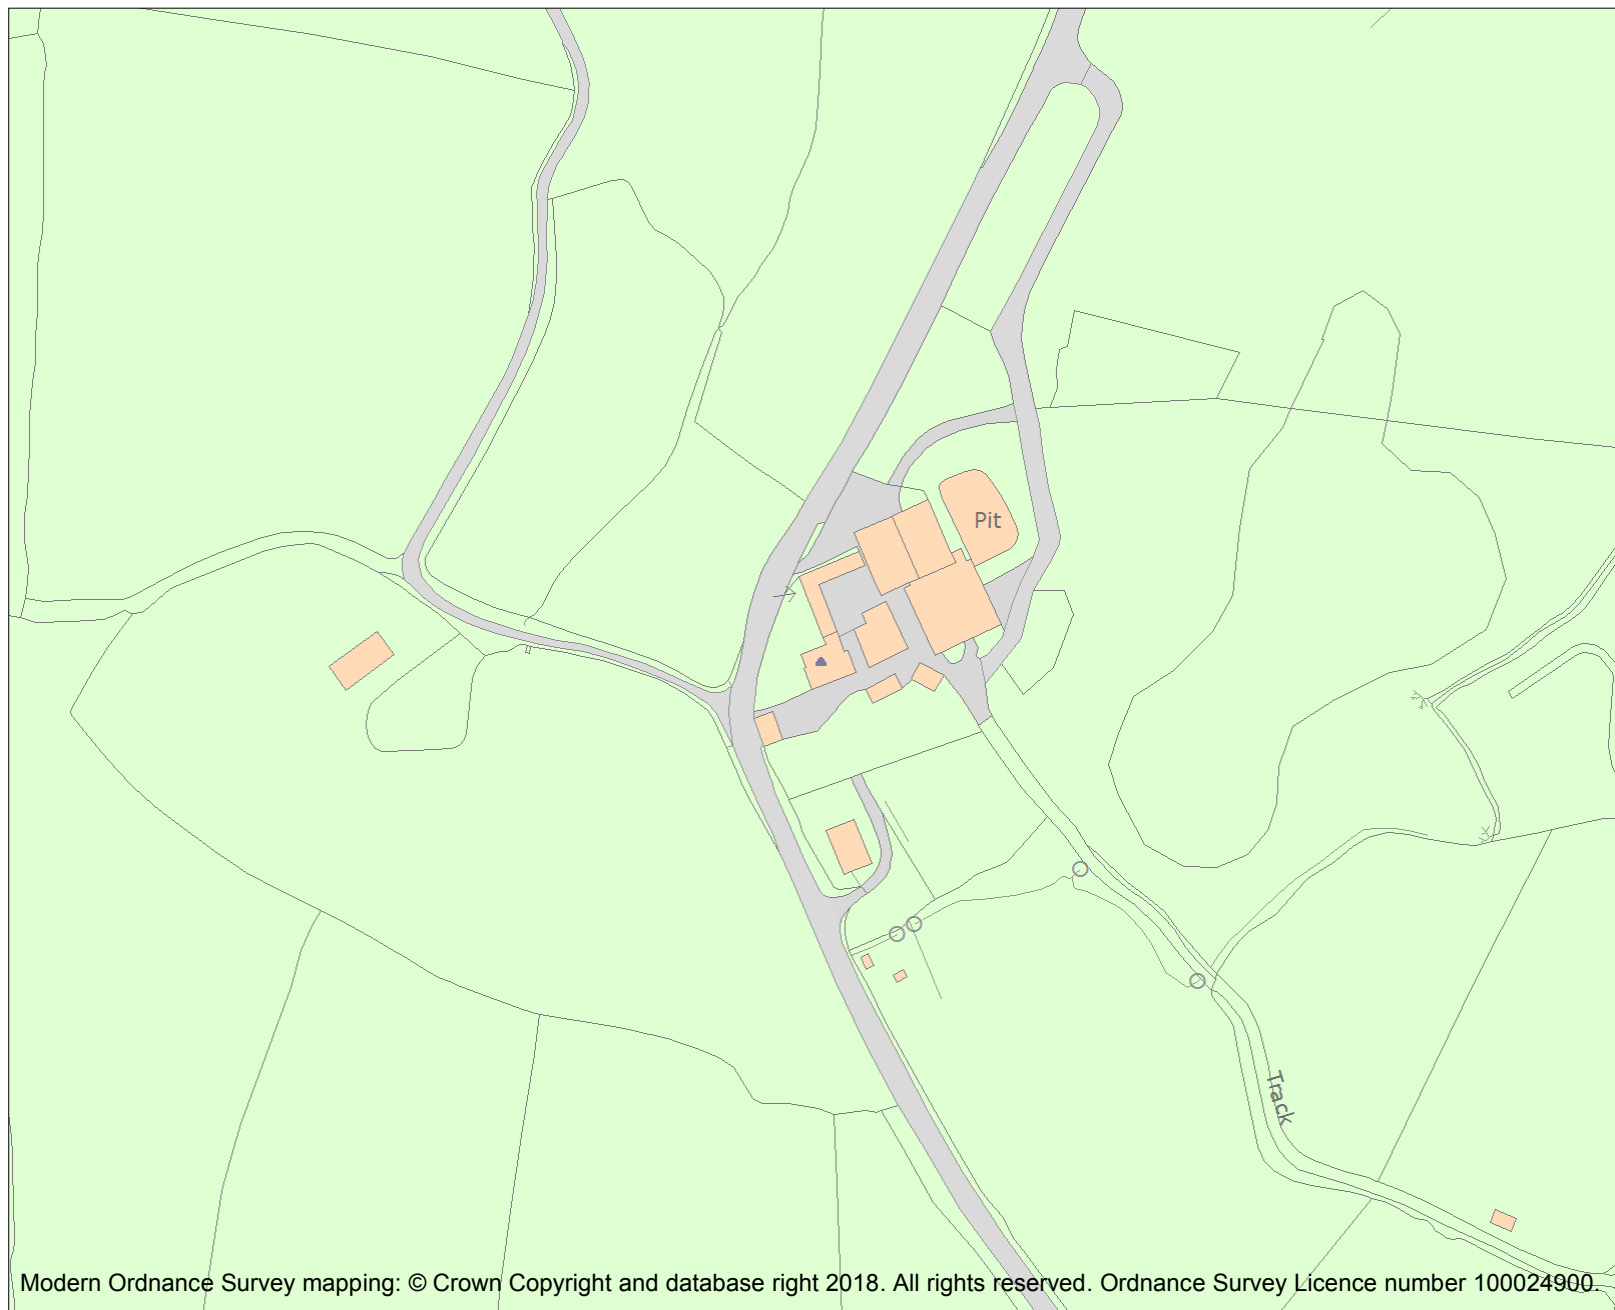 Pit
Track
Modern Ordnance Survey mapping: © Crown Copyright and database right 2018. All rights reserved. Ordnance Survey Licence number 100024900.